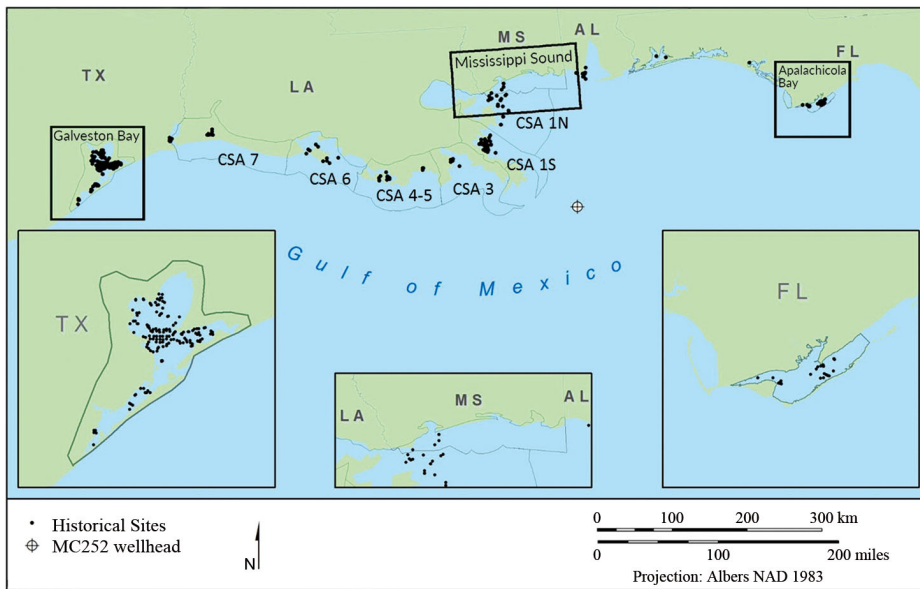 MS
AL
TX
LA
FL
Mississippi Sound
Apalachicola
Bay
Galveston Bay
CSA 1N
CSA 7
CSA 6
CSA 4-5
CSA 3
CSA 1S
Gulf of Mexico
TX
LA
MS
AL
FL
Historical Sites
MC252 wellhead
N
0 100 200 300 km
0 100 200 miles
Projection: Albers NAD 1983